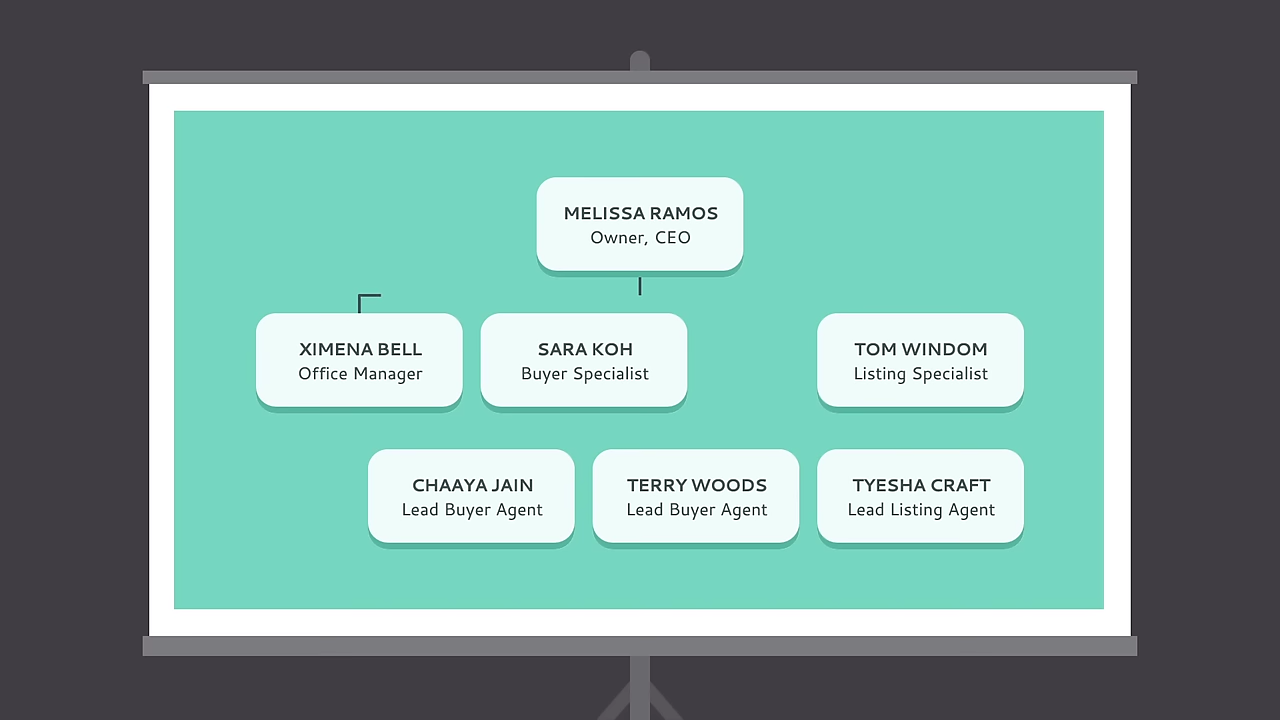 MELISSA RAMOS
Owner, CEO
XIMENA BELL
Office Manager
SARA KOH
Buyer Specialist
TOM WINDOM
Listing Specialist
CHAAYA JAIN
Lead Buyer Agent
TERRY WOODS
Lead Buyer Agent
TYESHA CRAFT
Lead Listing Agent